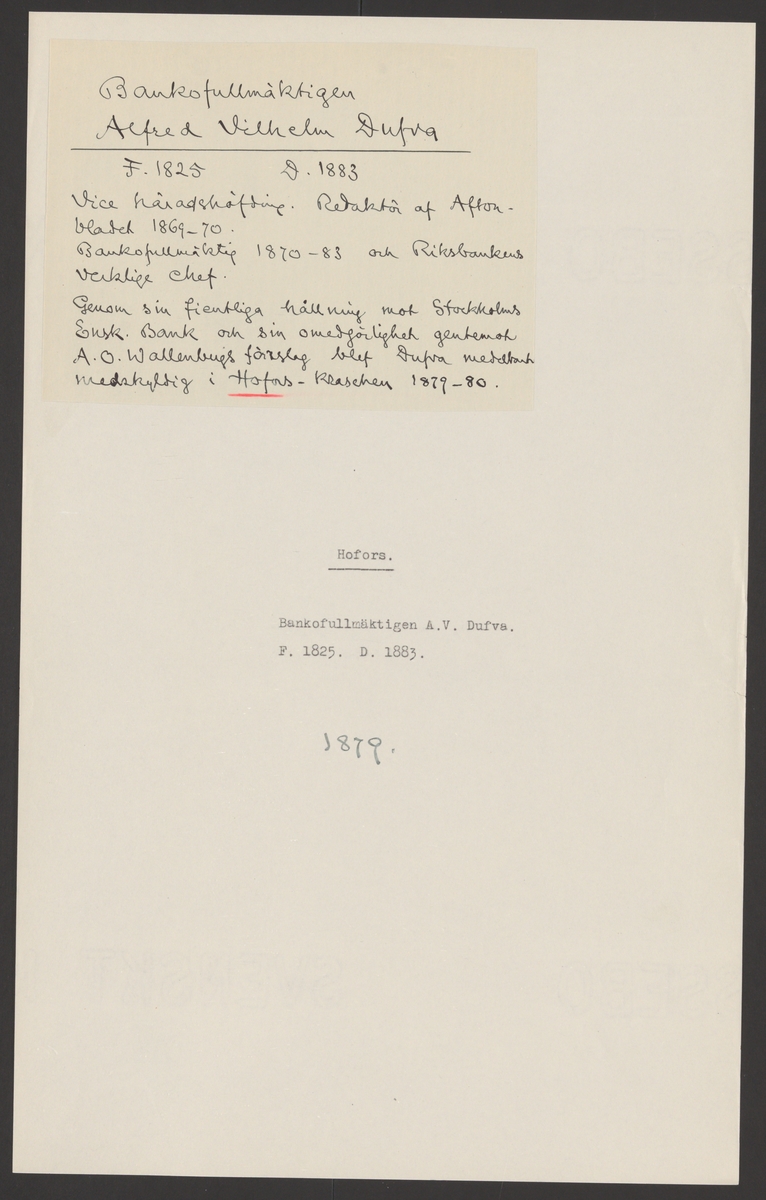 Bankofullmäktigen
Alfred Vilhelm Dufva
F. 1825 D. 1883
Vice häradshöfding. Redaktör af Afton-
bladet 1869–70.
Bankofullmäktig 1870–83 och Riksbankens
verklige chef.
Genom sin fientliga hållning mot Stockholms
Ensk. Bank och sin omedgörlighet gentemot
A. O. Wallenbergs förslag blef Dufva medelbart
medskyldig i Hofors-kraschen 1879–80.
Hofors.
Bankofullmäktigen A.V. Dufva.
F. 1825. D. 1883.
1879.